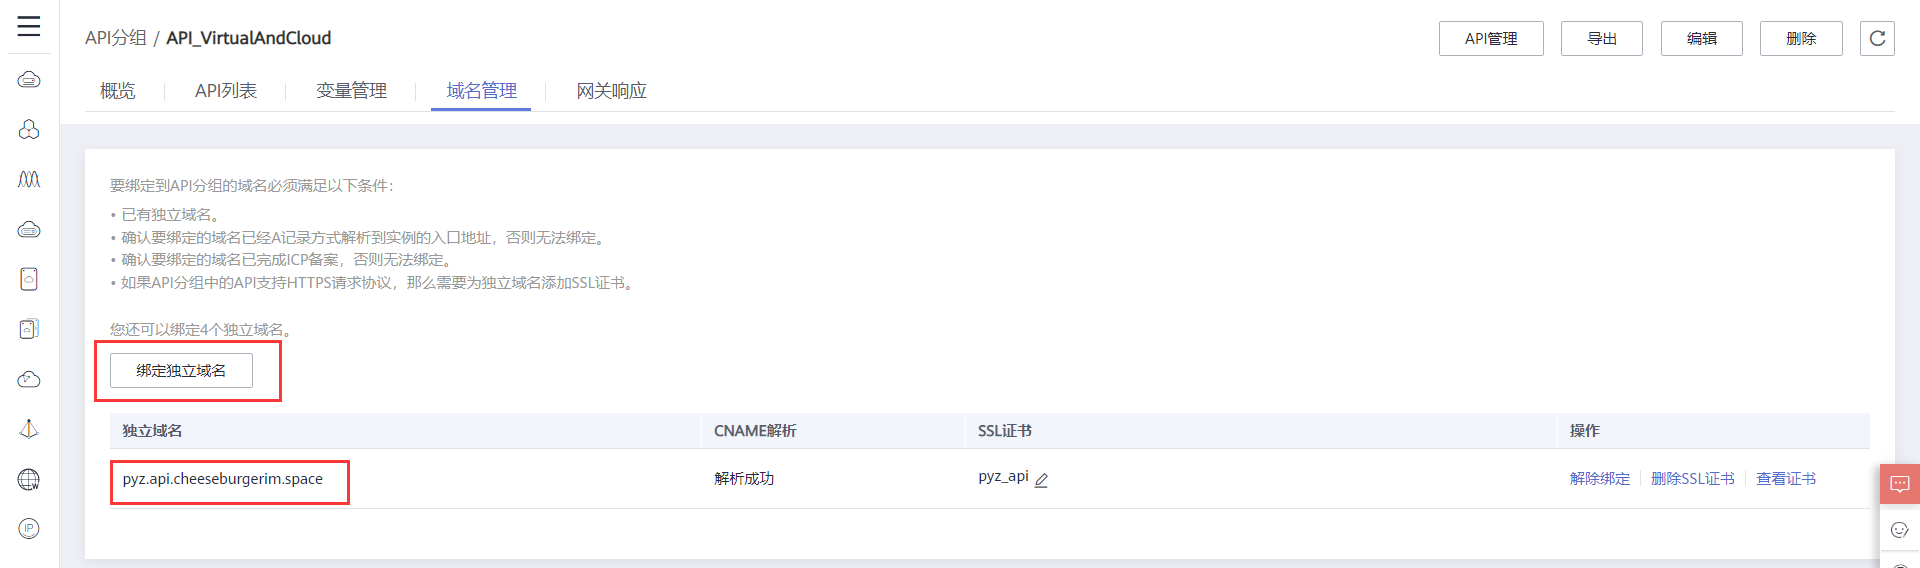 API分组 / API_VirtualAndCloud
API管理 导出 编辑 删除
概览 API列表 变量管理 域名管理 网关响应
要绑定到API分组的域名必须满足以下条件：
• 已有独立域名。
• 确认要绑定的域名已经A记录方式解析到实例的入口地址，否则无法绑定。
• 确认要绑定的域名已完成ICP备案，否则无法绑定。
• 如果API分组中的API支持HTTPS请求协议，那么需要为独立域名添加SSL证书。
您还可以绑定4个独立域名。
绑定独立域名
独立域名 CNAME解析 SSL证书 操作
pyz.api.cheeseburgerim.space 解析成功 pyz_api 解除绑定 删除SSL证书 查看证书
W
IP